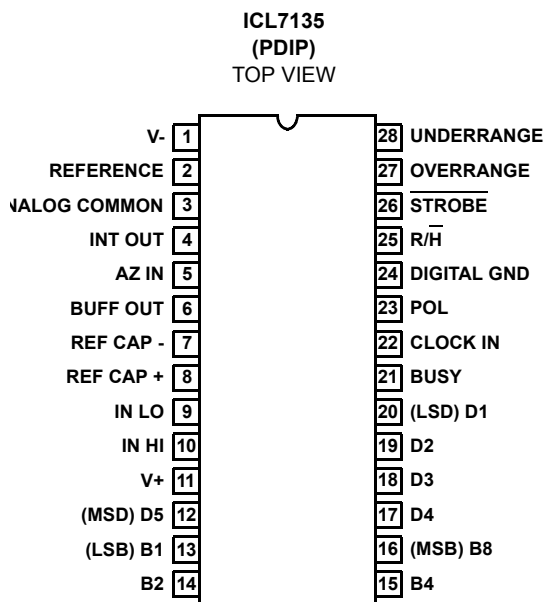 ICL7135
(PDIP)
TOP VIEW
V- 1
REFERENCE 2
NALOG COMMON 3
INT OUT 4
AZ IN 5
BUFF OUT 6
REF CAP - 7
REF CAP + 8
IN LO 9
IN HI 10
V+ 11
(MSD) D5 12
(LSB) B1 13
B2 14
28 UNDERRANGE
27 OVERRANGE
26 STROBE
25 R/H
24 DIGITAL GND
23 POL
22 CLOCK IN
21 BUSY
20 (LSD) D1
19 D2
18 D3
17 D4
16 (MSB) B8
15 B4